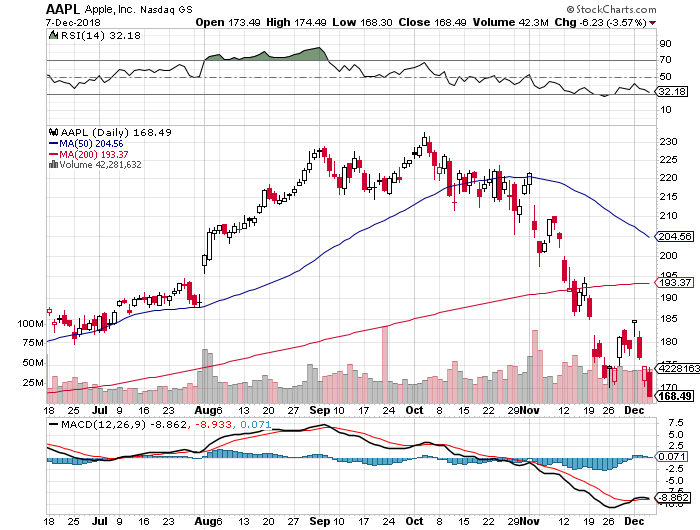 AAPL Apple, Inc. Nasdaq GS © StockCharts.com
7-Dec-2018 Open 173.49 High 174.49 Low 168.30 Close 168.49 Volume 42.3M Chg -6.23 (-3.57%)
RSI(14) 32.18
90
70
50
32.18
10
AAPL (Daily) 168.49
MA(50) 204.56
MA(200) 193.37
Volume 42,281,632
230
225
220
215
210
204.56
200
193.37
195
190
185
180
175
4228163
170
168.49
100M
75M
50M
25M
18 25 Jul 9 16 23 Aug 6 13 20 27 Sep 10 17 24 Oct 8 15 22 29 Nov 12 19 26 Dec
MACD(12,26,9) -8.862, -8.933, 0.071
7.5
5.0
2.5
0.071
-2.5
-5.0
-8.862
18 25 Jul 9 16 23 Aug 6 13 20 27 Sep 10 17 24 Oct 8 15 22 29 Nov 12 19 26 Dec